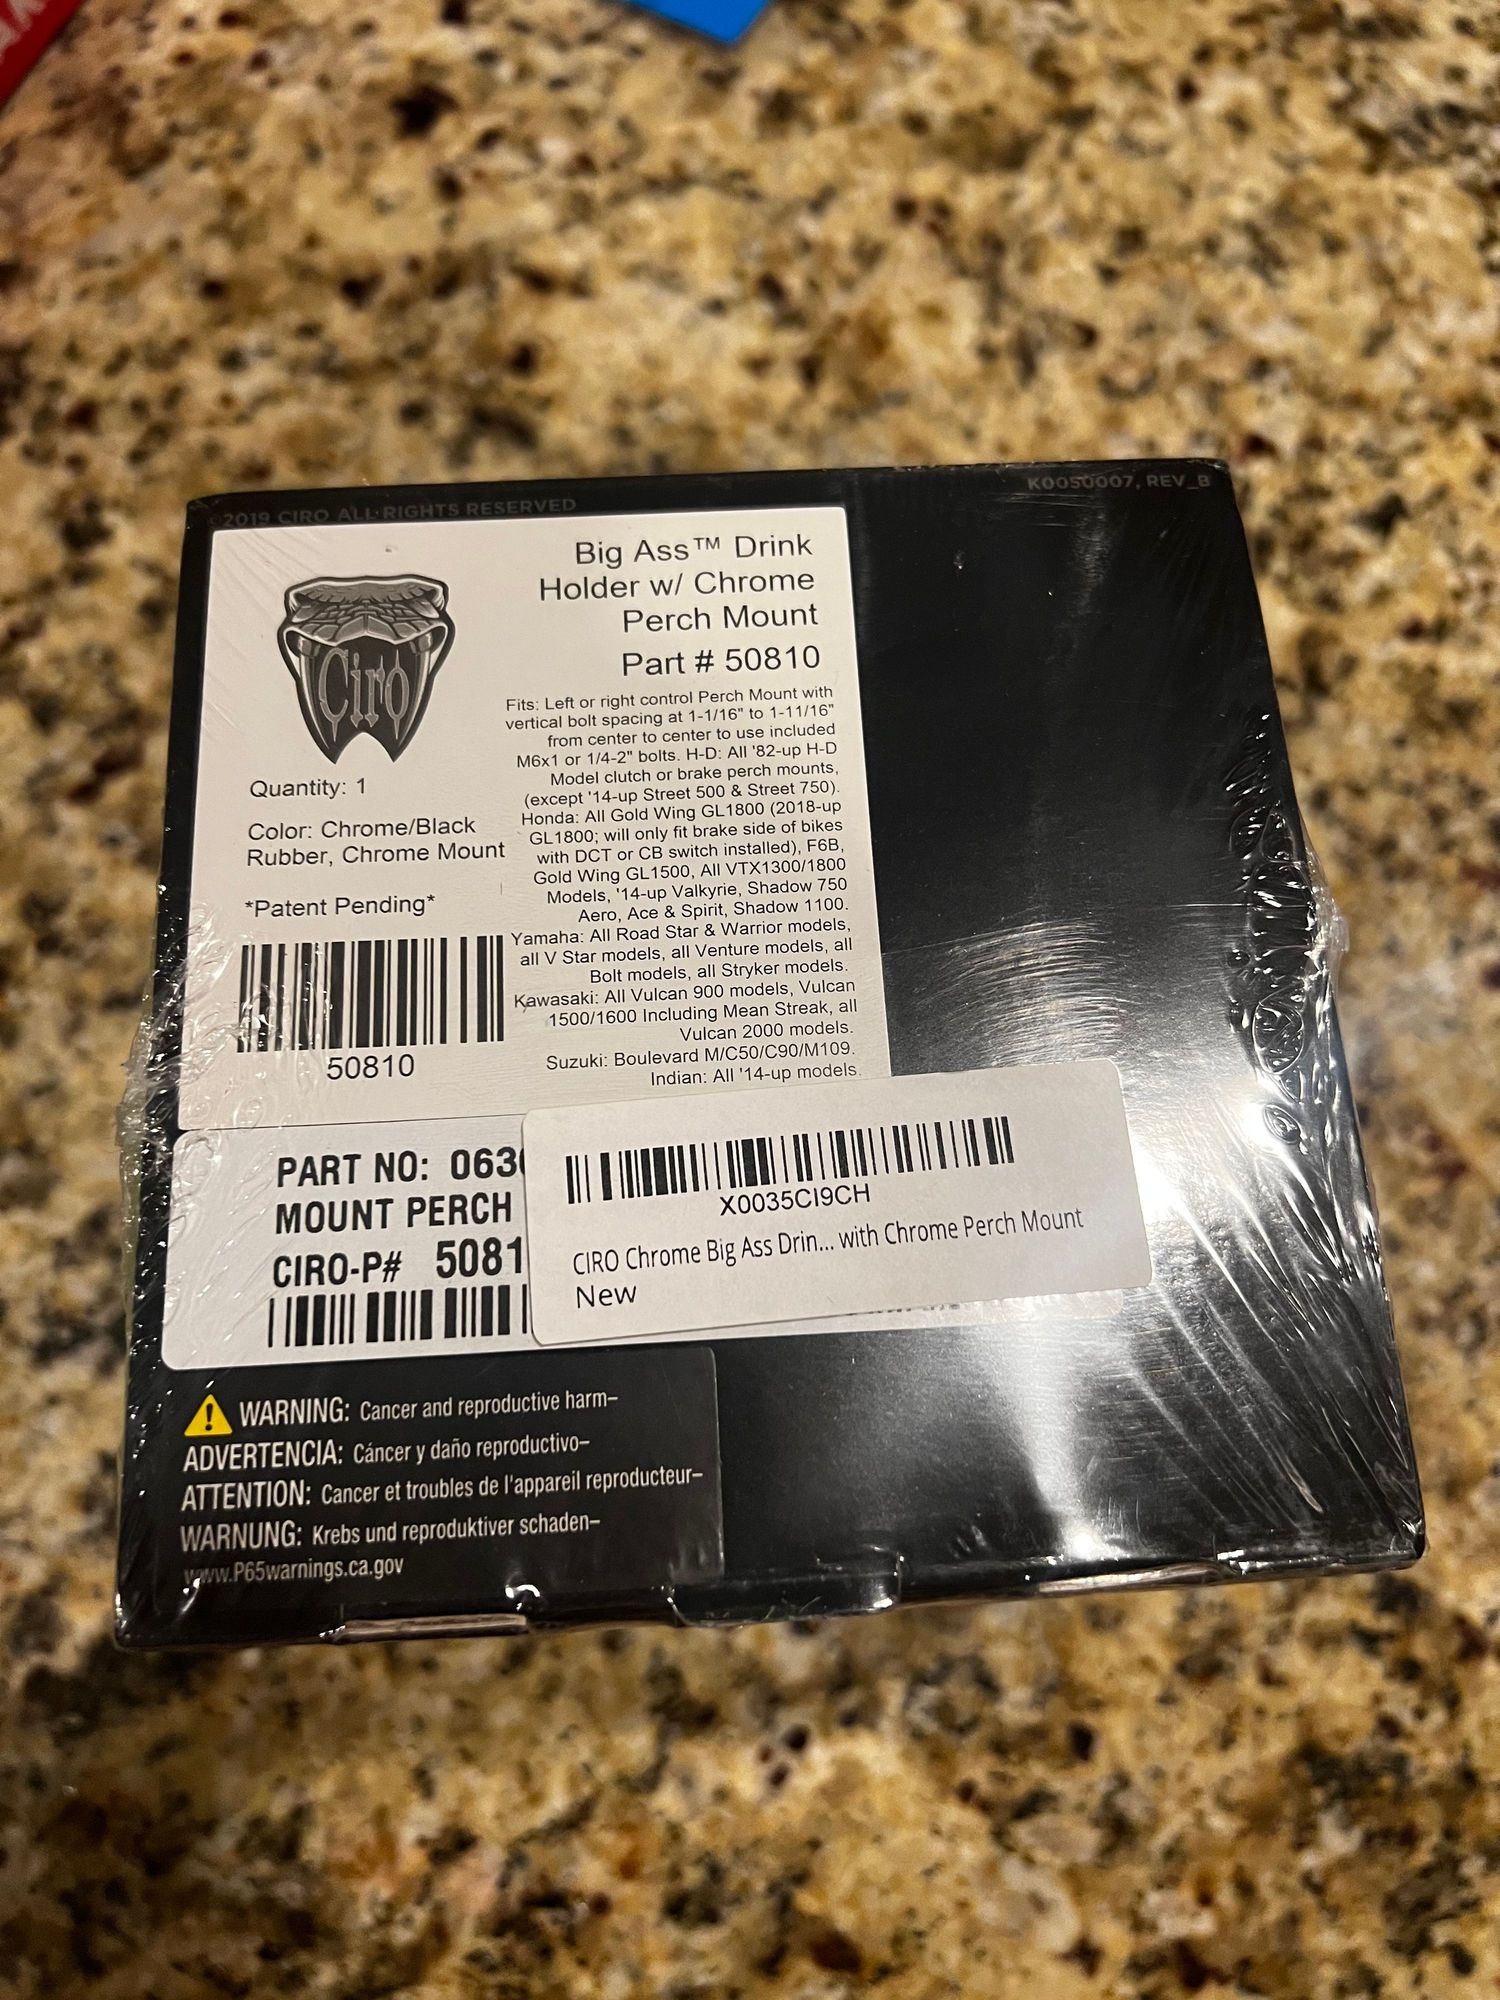 ©2019 CIRO ALL RIGHTS RESERVED
K0050007, REV_B
Big Ass™ Drink
Holder w/ Chrome
Perch Mount
Part # 50810
Ciro
Quantity: 1
Color: Chrome/Black
Rubber, Chrome Mount
*Patent Pending*
50810
Fits: Left or right control Perch Mount with
vertical bolt spacing at 1-1/16" to 1-11/16"
from center to center to use included
M6x1 or 1/4-2" bolts. H-D: All '82-up H-D
Model clutch or brake perch mounts,
(except '14-up Street 500 & Street 750).
Honda: All Gold Wing GL1800 (2018-up
GL1800; will only fit brake side of bikes
with DCT or CB switch installed), F6B,
Gold Wing GL1500, All VTX1300/1800
Models, '14-up Valkyrie, Shadow 750
Aero, Ace & Spirit, Shadow 1100.
Yamaha: All Road Star & Warrior models,
all V Star models, all Venture models, all
Bolt models, all Stryker models.
Kawasaki: All Vulcan 900 models, Vulcan
1500/1600 Including Mean Streak, all
Vulcan 2000 models.
Suzuki: Boulevard M/C50/C90/M109.
Indian: All '14-up models.
PART NO: 063
MOUNT PERCH
CIRO-P# 5081
X0035CI9CH
CIRO Chrome Big Ass Drin... with Chrome Perch Mount
New
WARNING: Cancer and reproductive harm–
ADVERTENCIA: Cáncer y daño reproductivo–
ATTENTION: Cancer et troubles de l'appareil reproducteur–
WARNUNG: Krebs und reproduktiver schaden–
www.P65warnings.ca.gov